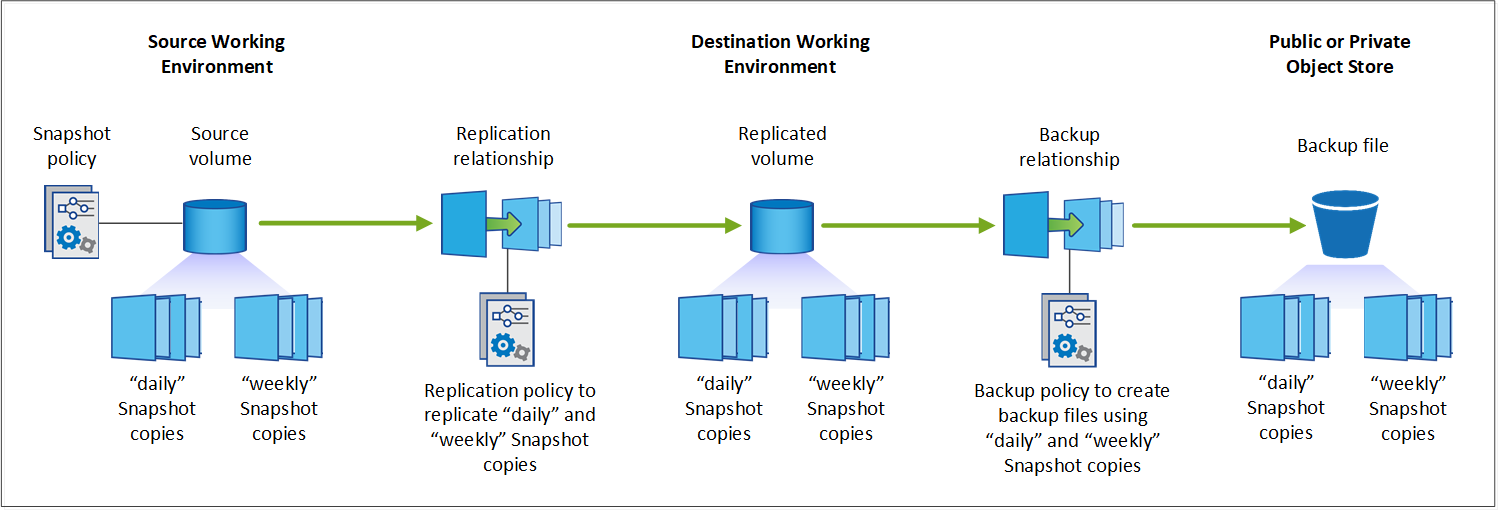 Source Working
Environment
Destination Working
Environment
Public or Private
Object Store
Snapshot
policy
Source
volume
Replication
relationship
Replicated
volume
Backup
relationship
Backup file
“daily”
Snapshot
copies
“weekly”
Snapshot
copies
Replication policy to
replicate “daily” and
“weekly” Snapshot
copies
“daily”
Snapshot
copies
“weekly”
Snapshot
copies
Backup policy to create
backup files using
“daily” and “weekly”
Snapshot copies
“daily”
Snapshot
copies
“weekly”
Snapshot
copies